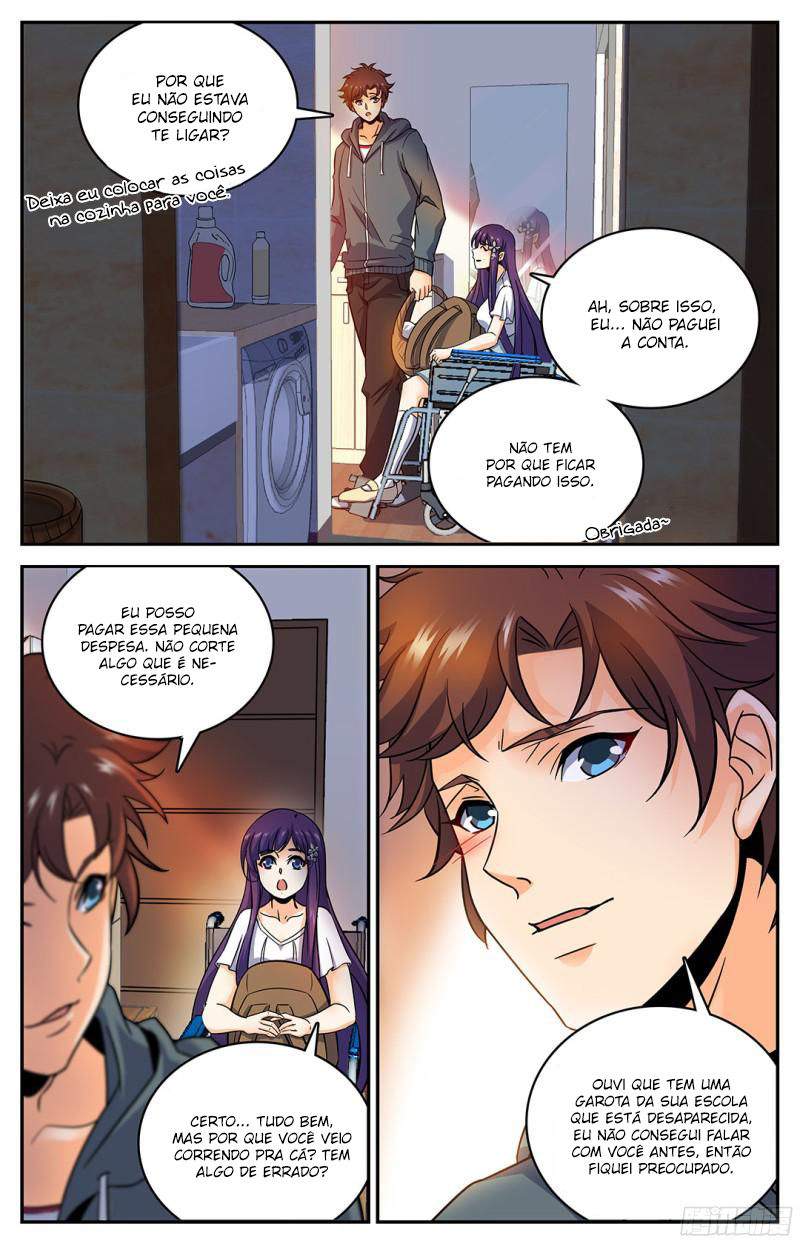 POR QUE
EU NÃO ESTAVA
CONSEGUINDO
TE LIGAR?
Deixa eu colocar as coisas
na cozinha para você.
AH, SOBRE ISSO,
EU... NÃO PAGUEI
A CONTA.
NÃO TEM
POR QUE FICAR
PAGANDO ISSO.
Obrigada~
EU POSSO
PAGAR ESSA PEQUENA
DESPESA. NÃO CORTE
ALGO QUE É NE-
CESSÁRIO.
CERTO... TUDO BEM,
MAS POR QUE VOCÊ VEIO
CORRENDO PRA CÁ? TEM
ALGO DE ERRADO?
OUVI QUE TEM UMA
GAROTA DA SUA ESCOLA
QUE ESTÁ DESAPARECIDA,
EU NÃO CONSEGUI FALAR
COM VOCÊ ANTES, ENTÃO
FIQUEI PREOCUPADO.
腾讯动漫